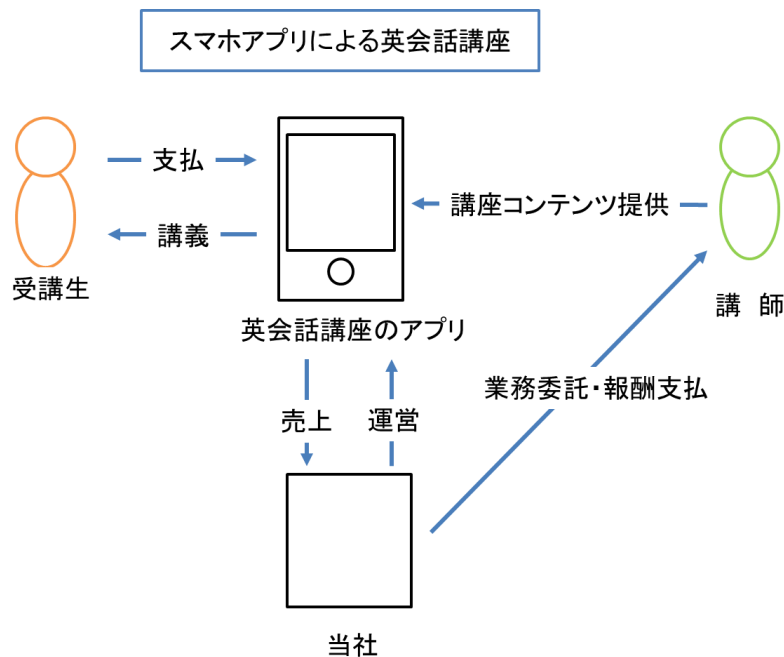 スマホアプリによる英会話講座
支払
講座コンテンツ提供
講義
受講生
講　師
英会話講座のアプリ
業務委託・報酬支払
売上
運営
当社